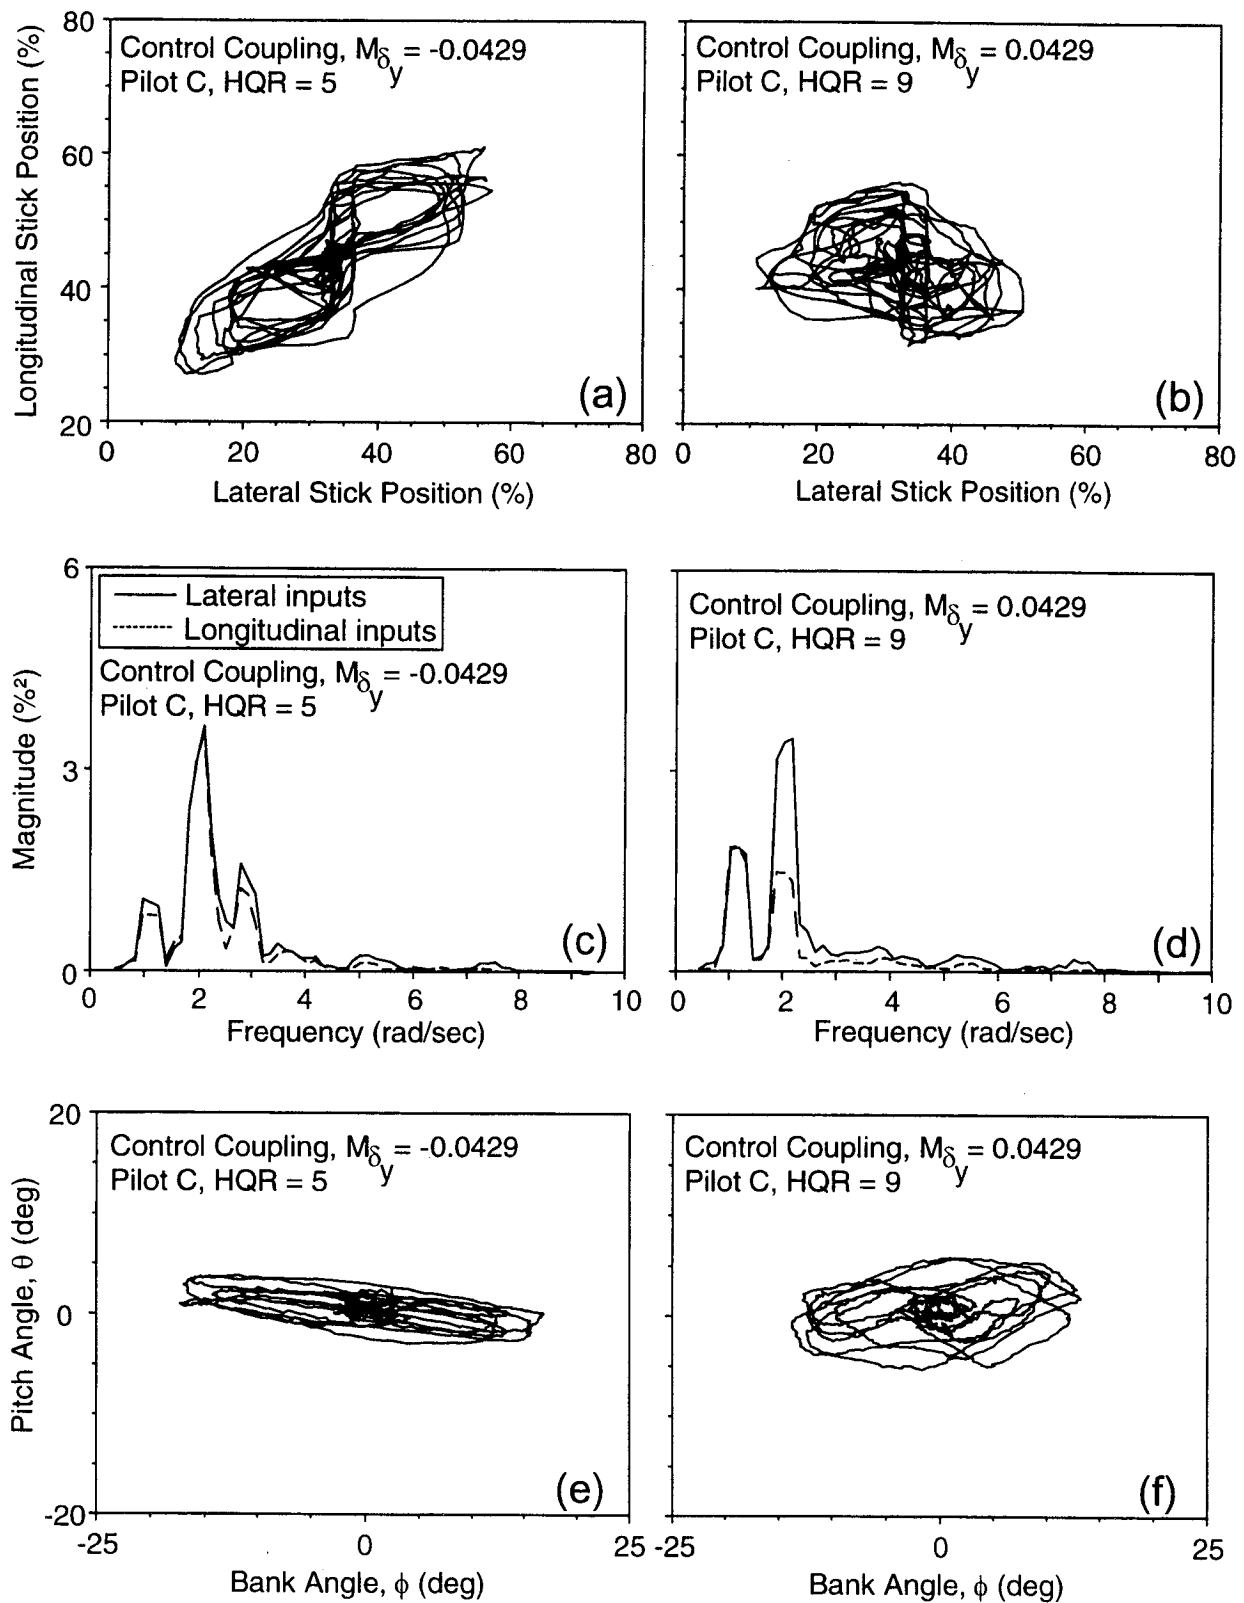 80
60
40
20
Longitudinal Stick Position (%)
Control Coupling, Mδy = -0.0429
Pilot C, HQR = 5
(a)
0 20 40 60 80
Lateral Stick Position (%)
Control Coupling, Mδy = 0.0429
Pilot C, HQR = 9
(b)
0 20 40 60 80
Lateral Stick Position (%)
6
3
0
Magnitude (%²)
Lateral inputs
Longitudinal inputs
Control Coupling, Mδy = -0.0429
Pilot C, HQR = 5
(c)
0 2 4 6 8 10
Frequency (rad/sec)
Control Coupling, Mδy = 0.0429
Pilot C, HQR = 9
(d)
0 2 4 6 8 10
Frequency (rad/sec)
20
0
-20
Pitch Angle, θ (deg)
Control Coupling, Mδy = -0.0429
Pilot C, HQR = 5
(e)
-25 0 25
Bank Angle, ϕ (deg)
Control Coupling, Mδy = 0.0429
Pilot C, HQR = 9
(f)
-25 0 25
Bank Angle, ϕ (deg)